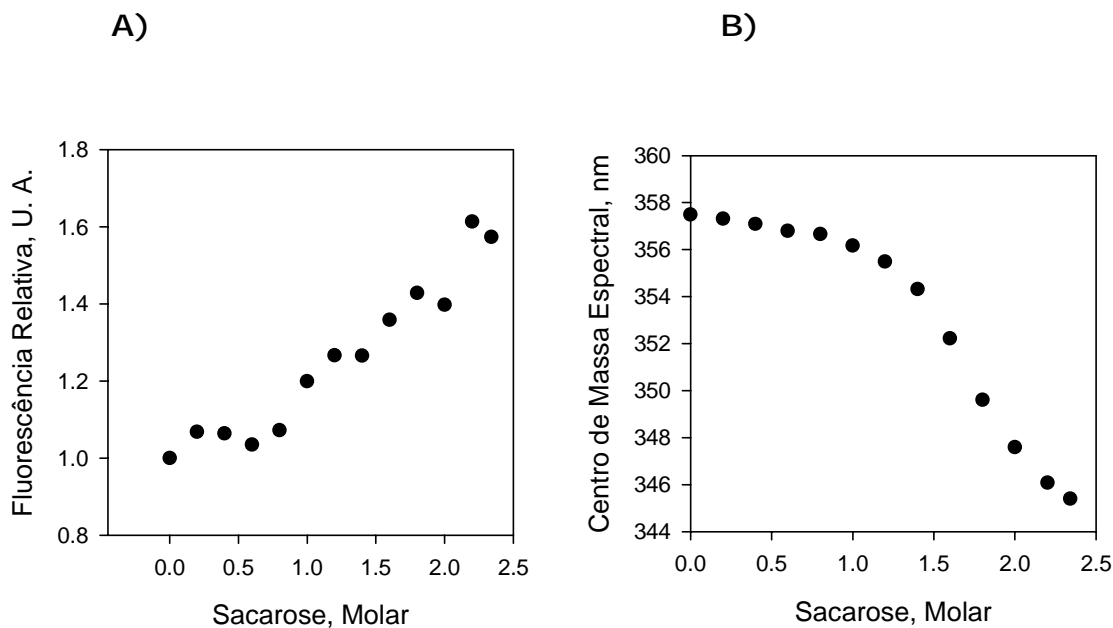 A)
Fluorescência Relativa, U. A.
1.8
1.6
1.4
1.2
1.0
0.8
0.0 0.5 1.0 1.5 2.0 2.5
Sacarose, Molar
B)
Centro de Massa Espectral, nm
360
358
356
354
352
350
348
346
344
0.0 0.5 1.0 1.5 2.0 2.5
Sacarose, Molar